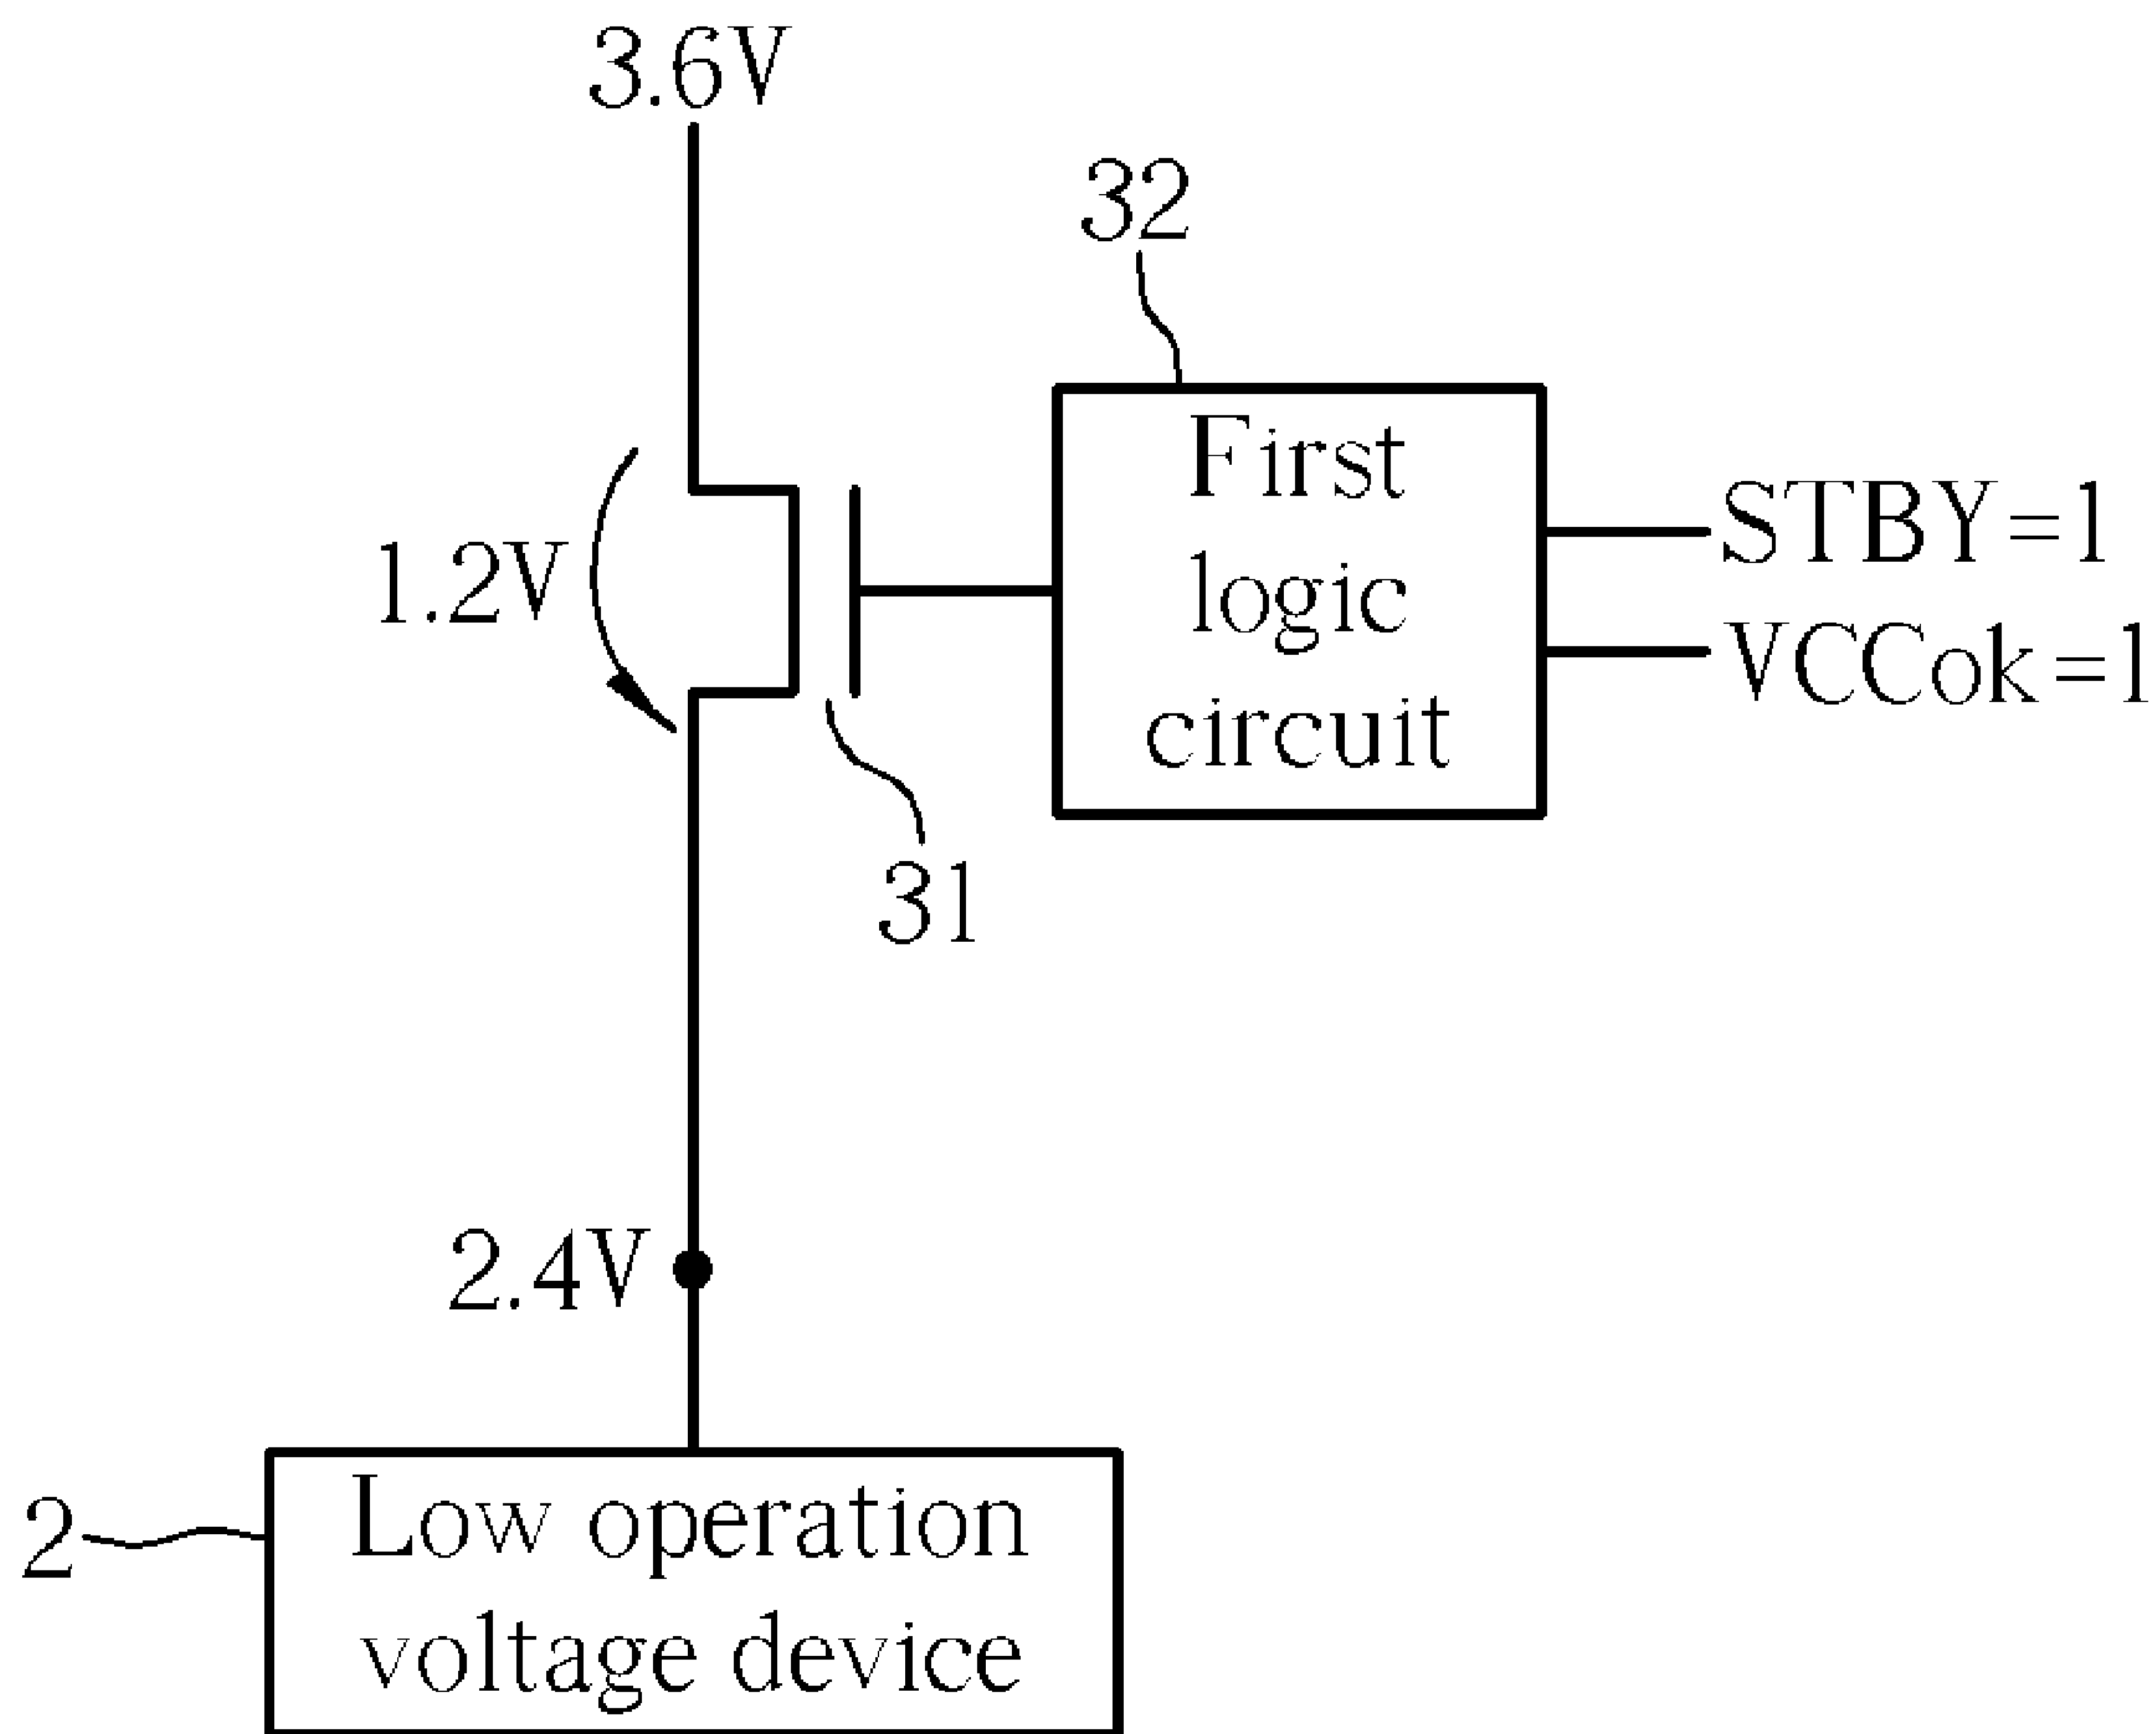 3.6V
32
First
logic
circuit
STBY=1
VCCok=1
1.2V
31
2.4V
2
Low operation
voltage device